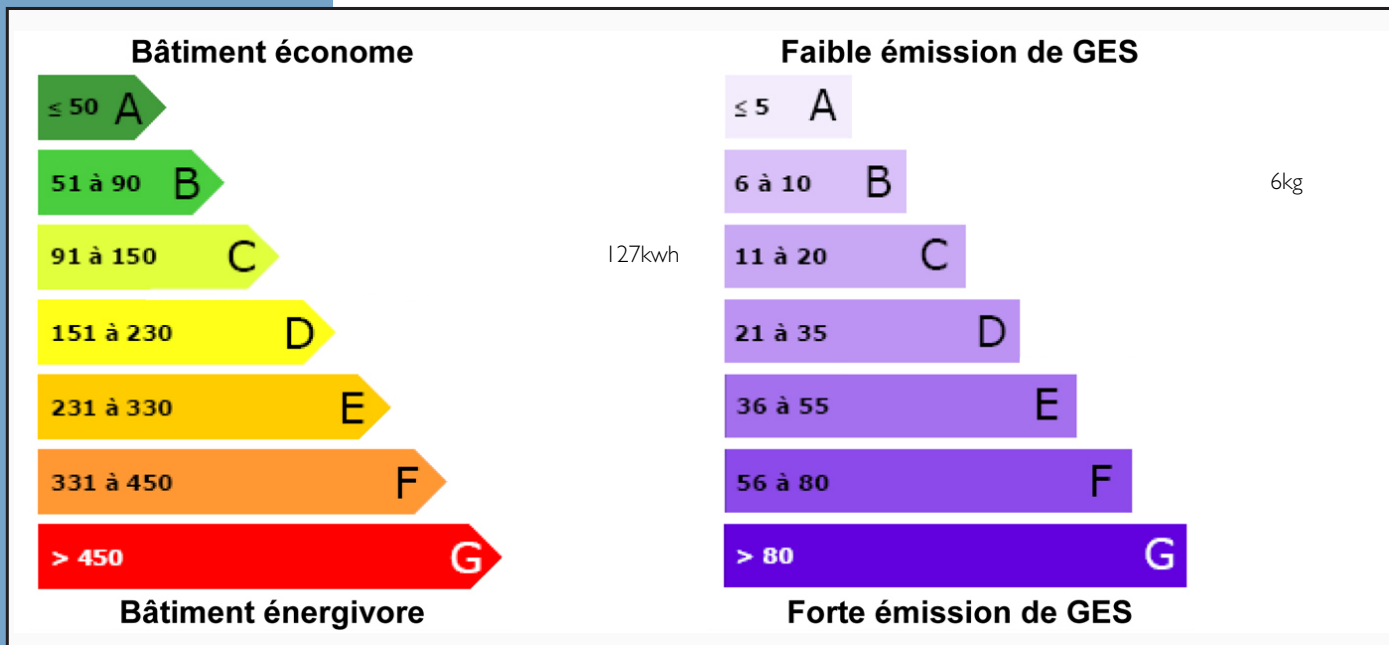 Bâtiment économe
≤ 50 A
51 à 90 B
91 à 150 C
127kwh
151 à 230 D
231 à 330 E
331 à 450 F
> 450 G
Bâtiment énergivore
Faible émission de GES
≤ 5 A
6 à 10 B
6kg
11 à 20 C
21 à 35 D
36 à 55 E
56 à 80 F
> 80 G
Forte émission de GES